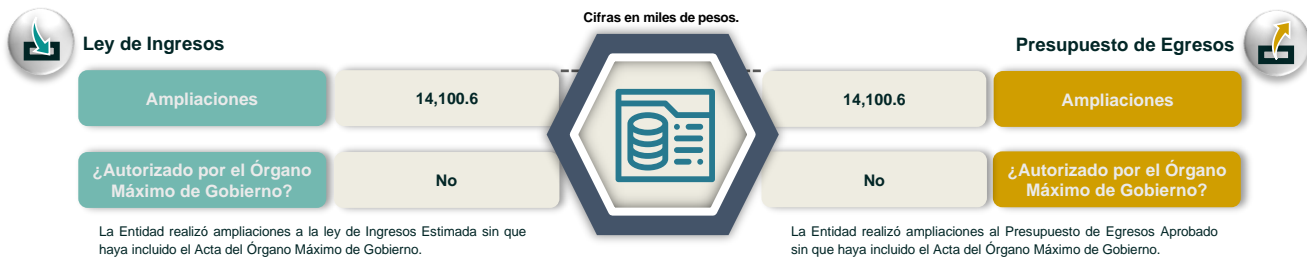 Cifras en miles de pesos.
Ley de Ingresos
Ampliaciones
14,100.6
¿Autorizado por el Órgano
Máximo de Gobierno?
No
La Entidad realizó ampliaciones a la ley de Ingresos Estimada sin que
haya incluido el Acta del Órgano Máximo de Gobierno.
Presupuesto de Egresos
14,100.6
Ampliaciones
No
¿Autorizado por el Órgano
Máximo de Gobierno?
La Entidad realizó ampliaciones al Presupuesto de Egresos Aprobado
sin que haya incluido el Acta del Órgano Máximo de Gobierno.